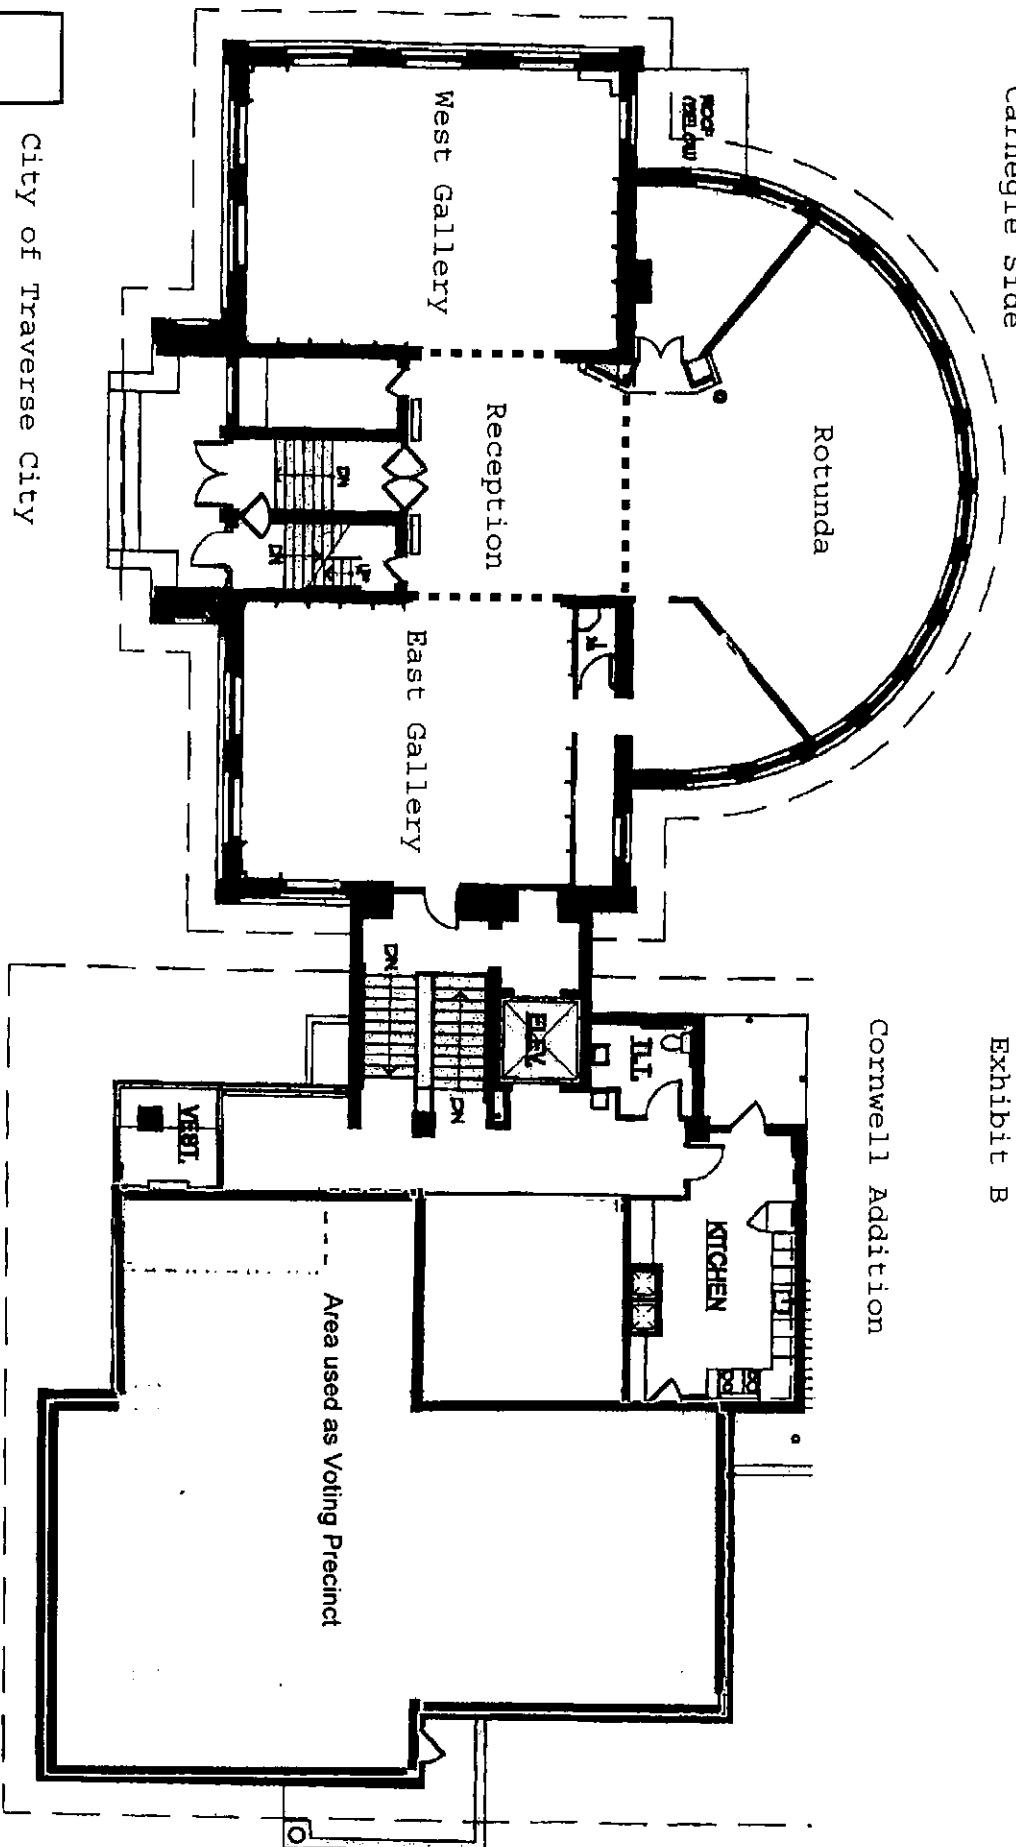 Exhibit B
Carnegie Side
Cornwell Addition
Rotunda
ROOF
(BELOW)
West Gallery
Reception
East Gallery
DN
DN
UP
DN
DN
ELEV.
TLT.
VEST.
KITCHEN
Area used as Voting Precinct
City of Traverse City